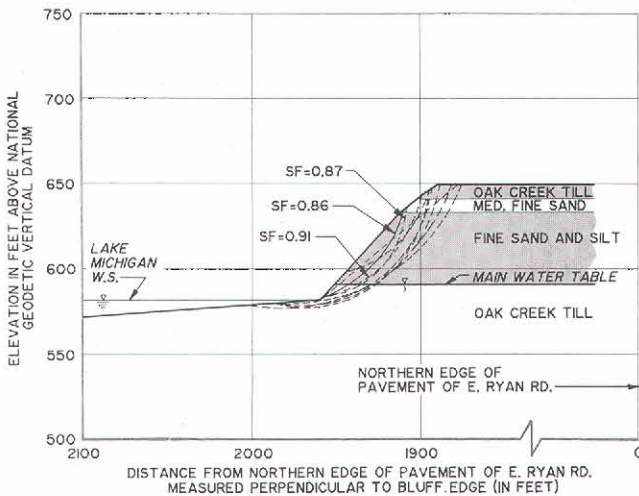 ELEVATION IN FEET ABOVE NATIONAL
GEODETIC VERTICAL DATUM
750
700
650
600
550
500
SF=0.87
SF=0.86
SF=0.91
OAK CREEK TILL
MED. FINE SAND
FINE SAND AND SILT
MAIN WATER TABLE
OAK CREEK TILL
LAKE
MICHIGAN
W.S.
NORTHERN EDGE OF
PAVEMENT OF E. RYAN RD.
2100
2000
1900
0
DISTANCE FROM NORTHERN EDGE OF PAVEMENT OF E. RYAN RD.
MEASURED PERPENDICULAR TO BLUFF EDGE (IN FEET)